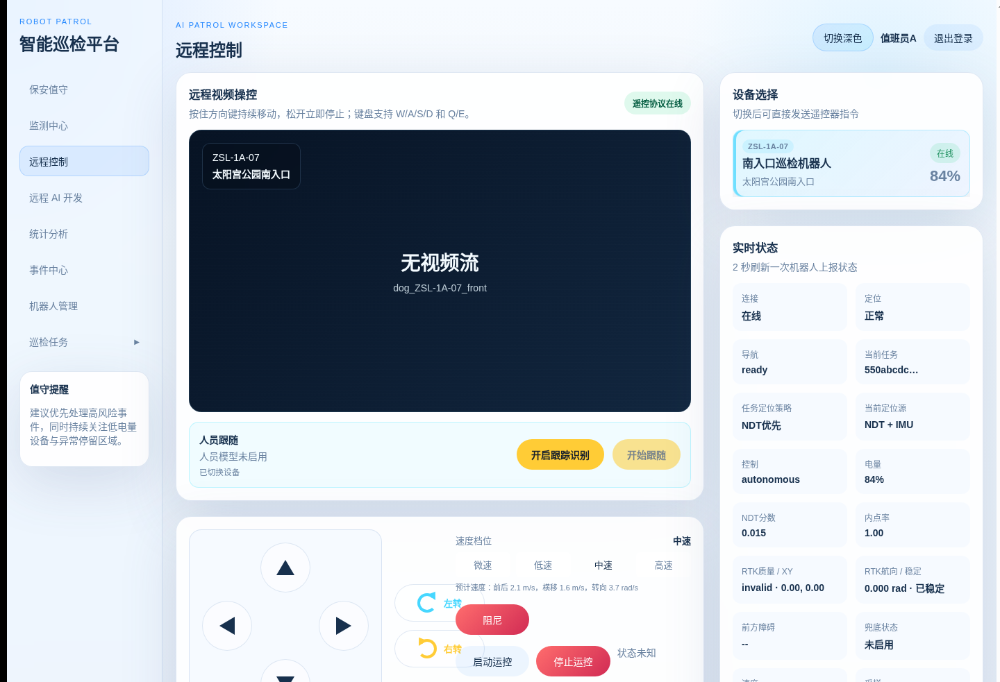 ROBOT PATROL
智能巡检平台
保安值守
监测中心
远程控制
远程 AI 开发
统计分析
事件中心
机器人管理
巡检任务
值守提醒
建议优先处理高风险事
件，同时持续关注低电量
设备与异常停留区域。
AI PATROL WORKSPACE
远程控制
切换深色
值班员A
退出登录
远程视频操控
按住方向键持续移动，松开立即停止；键盘支持 W/A/S/D 和 Q/E。
遥控协议在线
ZSL-1A-07
太阳宫公园南入口
无视频流
dog_ZSL-1A-07_front
人员跟随
人员模型未启用
已切换设备
开启跟踪识别
开始跟随
左转
右转
速度档位
中速
微速
低速
中速
高速
预计速度：前后 2.1 m/s，横移 1.6 m/s，转向 3.7 rad/s
阻尼
启动运控
停止运控
状态未知
设备选择
切换后可直接发送遥控器指令
ZSL-1A-07
南入口巡检机器人
太阳宫公园南入口
在线
84%
实时状态
2 秒刷新一次机器人上报状态
连接
在线
定位
正常
导航
ready
当前任务
550abcdc…
任务定位策略
NDT优先
当前定位源
NDT + IMU
控制
autonomous
电量
84%
NDT分数
0.015
内点率
1.00
RTK质量 / XY
invalid · 0.00, 0.00
RTK航向 / 稳定
0.000 rad · 已稳定
前方障碍
--
兜底状态
未启用